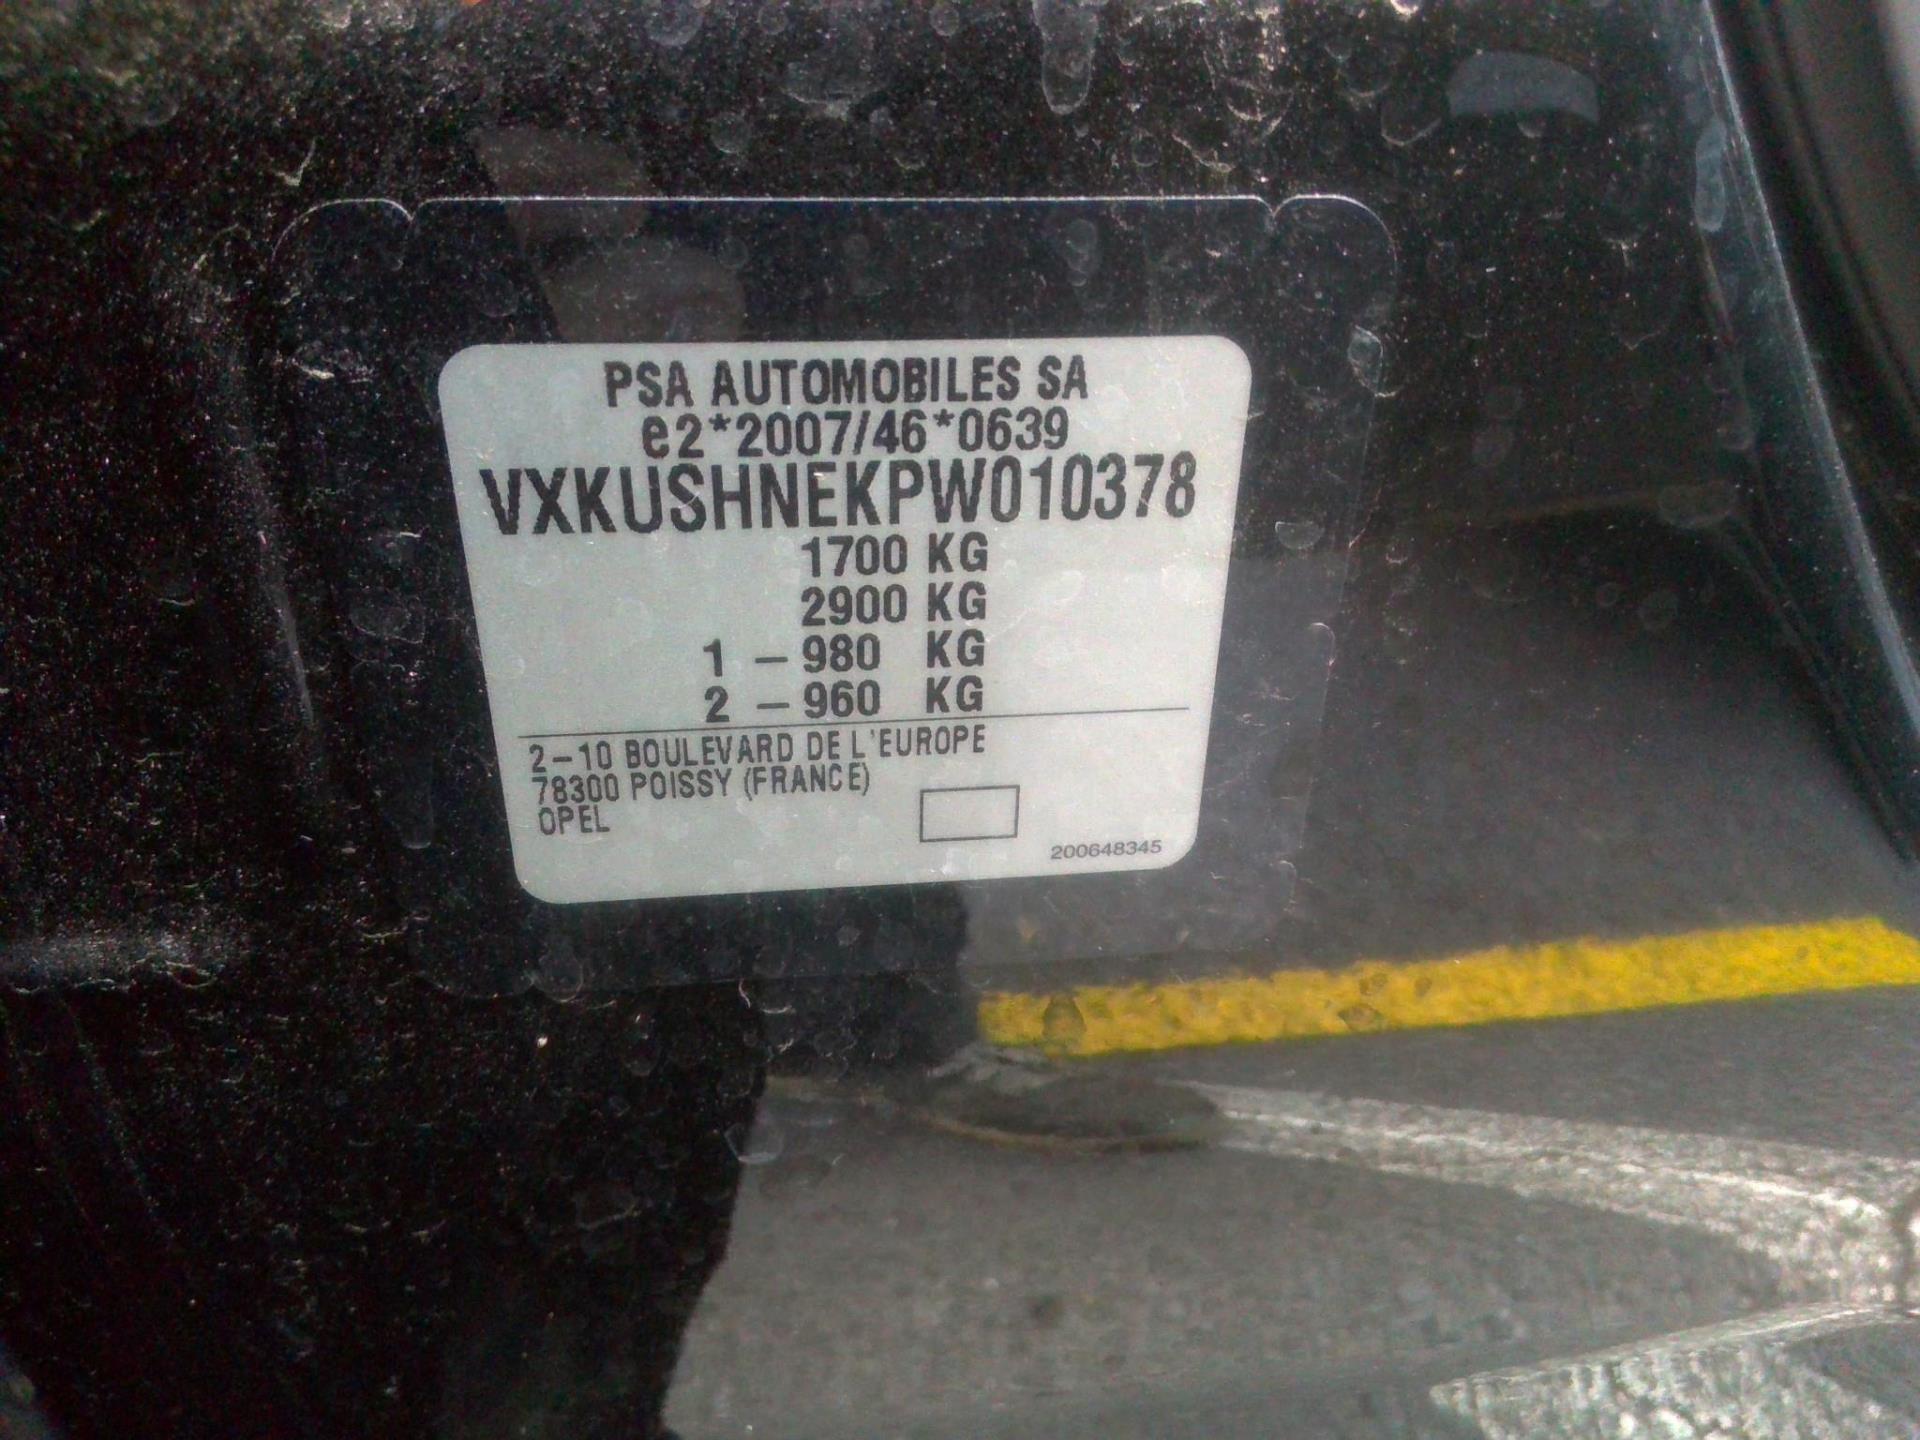 PSA AUTOMOBILES SA
e2*2007/46*0639
VXKUSHNEKPW010378
1700 KG
2900 KG
1 – 980 KG
2 – 960 KG
2–10 BOULEVARD DE L'EUROPE
78300 POISSY (FRANCE)
OPEL
200648345